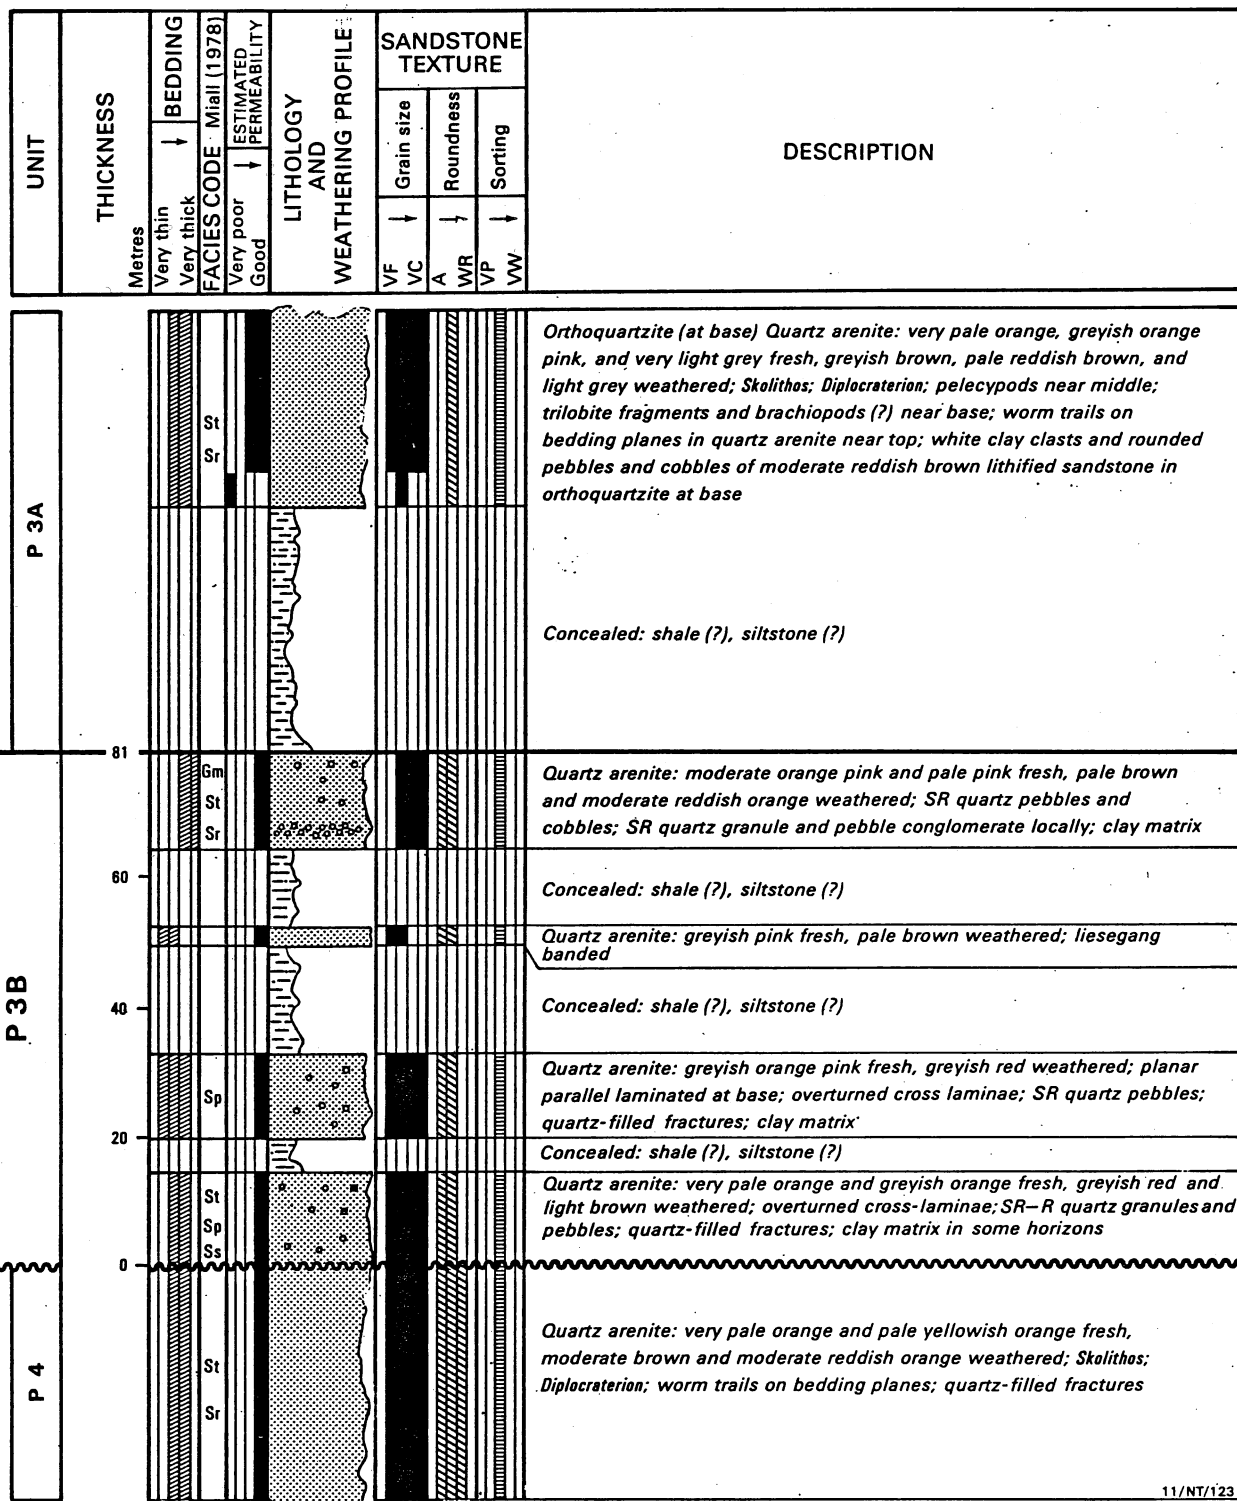 UNIT
THICKNESS
Metres
BEDDING
Very thin
Very thick
FACIES CODE Miall (1978)
ESTIMATED
PERMEABILITY
Very poor
Good
LITHOLOGY
AND
WEATHERING PROFILE
SANDSTONE
TEXTURE
Grain size
Roundness
Sorting
VF
VC
A
WR
VP
VW
DESCRIPTION
P 3A
St
Sr
Orthoquartzite (at base) Quartz arenite: very pale orange, greyish orange
pink, and very light grey fresh, greyish brown, pale reddish brown, and
light grey weathered; Skolithos; Diplocraterion; pelecypods near middle;
trilobite fragments and brachiopods (?) near base; worm trails on
bedding planes in quartz arenite near top; white clay clasts and rounded
pebbles and cobbles of moderate reddish brown lithified sandstone in
orthoquartzite at base
Concealed: shale (?), siltstone (?)
81
P 3B
Gm
St
Sr
Quartz arenite: moderate orange pink and pale pink fresh, pale brown
and moderate reddish orange weathered; SR quartz pebbles and
cobbles; SR quartz granule and pebble conglomerate locally; clay matrix
60
Concealed: shale (?), siltstone (?)
Quartz arenite: greyish pink fresh, pale brown weathered; liesegang
banded
40
Concealed: shale (?), siltstone (?)
Sp
Quartz arenite: greyish orange pink fresh, greyish red weathered; planar
parallel laminated at base; overturned cross laminae; SR quartz pebbles;
quartz-filled fractures; clay matrix
20
Concealed: shale (?), siltstone (?)
St
Sp
Ss
Quartz arenite: very pale orange and greyish orange fresh, greyish red and
light brown weathered; overturned cross-laminae; SR–R quartz granules and
pebbles; quartz-filled fractures; clay matrix in some horizons
0
P 4
St
Sr
Quartz arenite: very pale orange and pale yellowish orange fresh,
moderate brown and moderate reddish orange weathered; Skolithos;
Diplocraterion; worm trails on bedding planes; quartz-filled fractures
11/NT/123